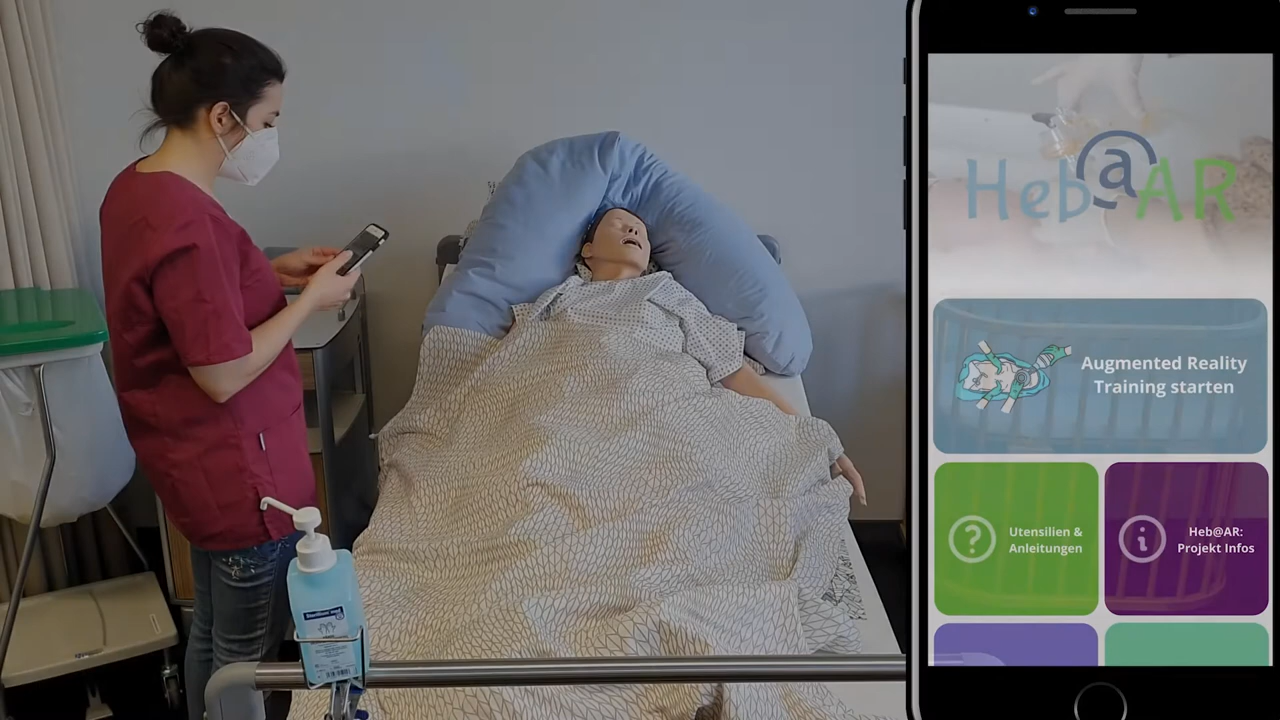 Heb@AR
Augmented Reality
Training starten
Utensilien &
Anleitungen
Heb@AR:
Projekt Infos